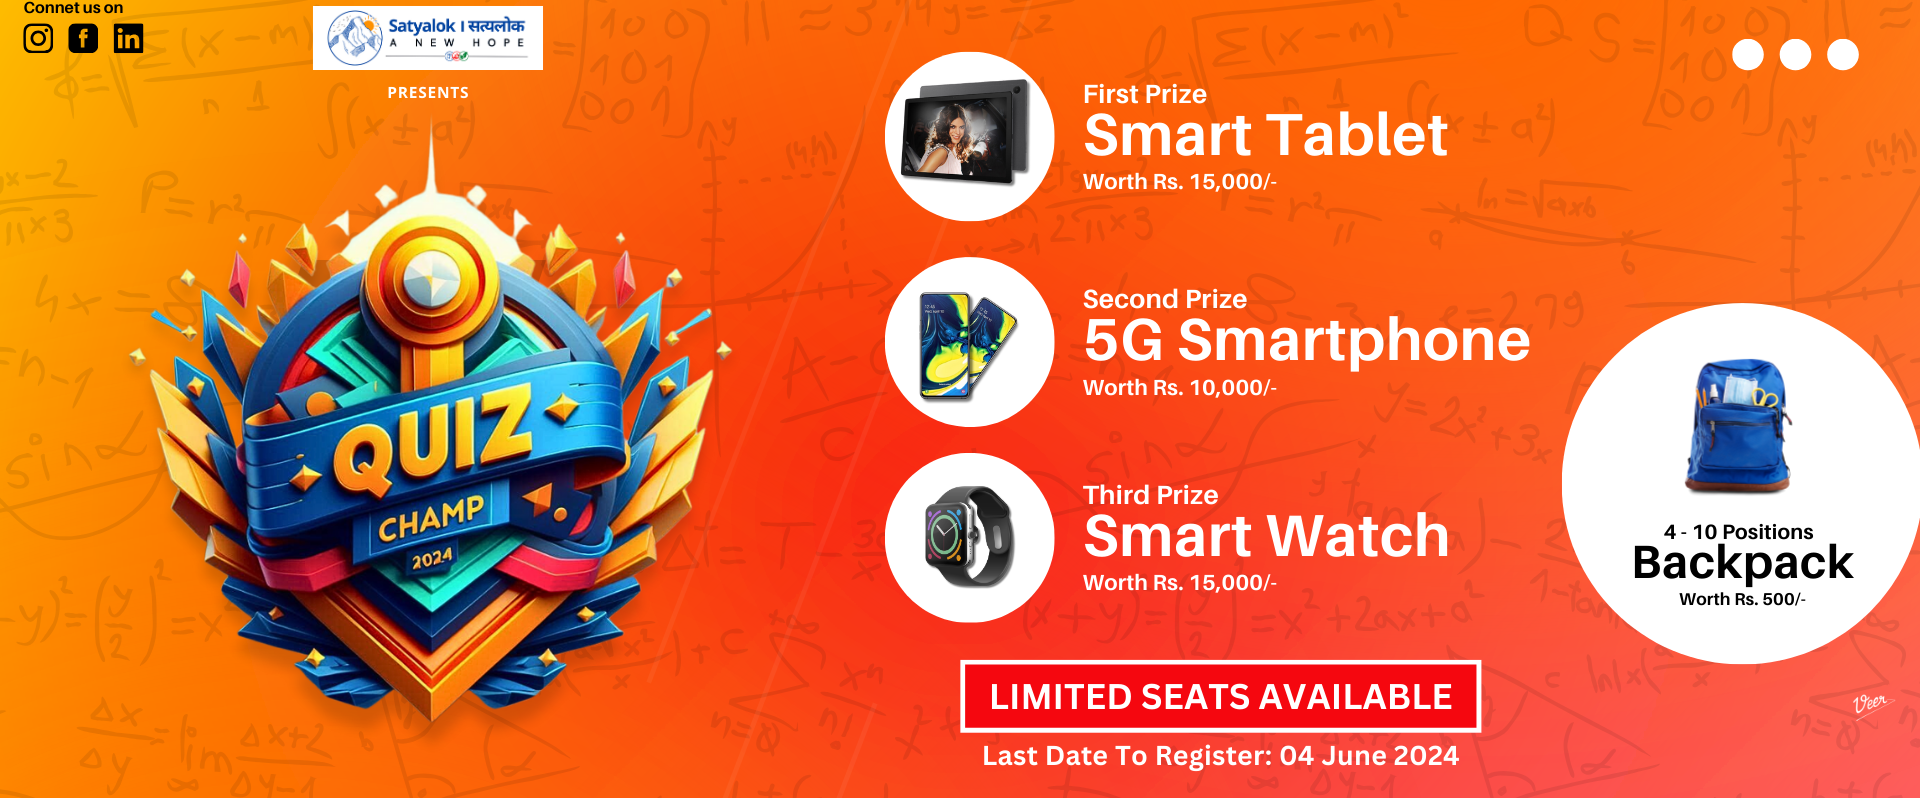 Connet us on
Satyalok । सत्यलोक
A NEW HOPE
PRESENTS
QUIZ
CHAMP
2024
First Prize
Smart Tablet
Worth Rs. 15,000/-
Second Prize
5G Smartphone
Worth Rs. 10,000/-
Third Prize
Smart Watch
Worth Rs. 15,000/-
4 - 10 Positions
Backpack
Worth Rs. 500/-
LIMITED SEATS AVAILABLE
Last Date To Register: 04 June 2024
Veer